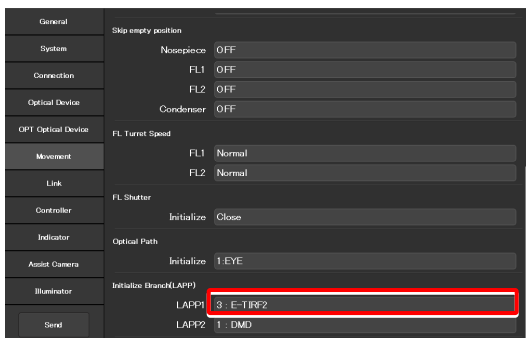 General
System
Connection
Optical Device
OPT Optical Device
Movement
Link
Controller
Indicator
Assist Camera
Illuminator
Send
Skip empty position
Nosepiece OFF
FL1 OFF
FL2 OFF
Condenser OFF
FL Turret Speed
FL1 Normal
FL2 Normal
FL Shutter
Initialize Close
Optical Path
Initialize 1:EYE
Initialize Branch(LAPP)
LAPP1 3 : E-TIRF2
LAPP2 1 : DMD